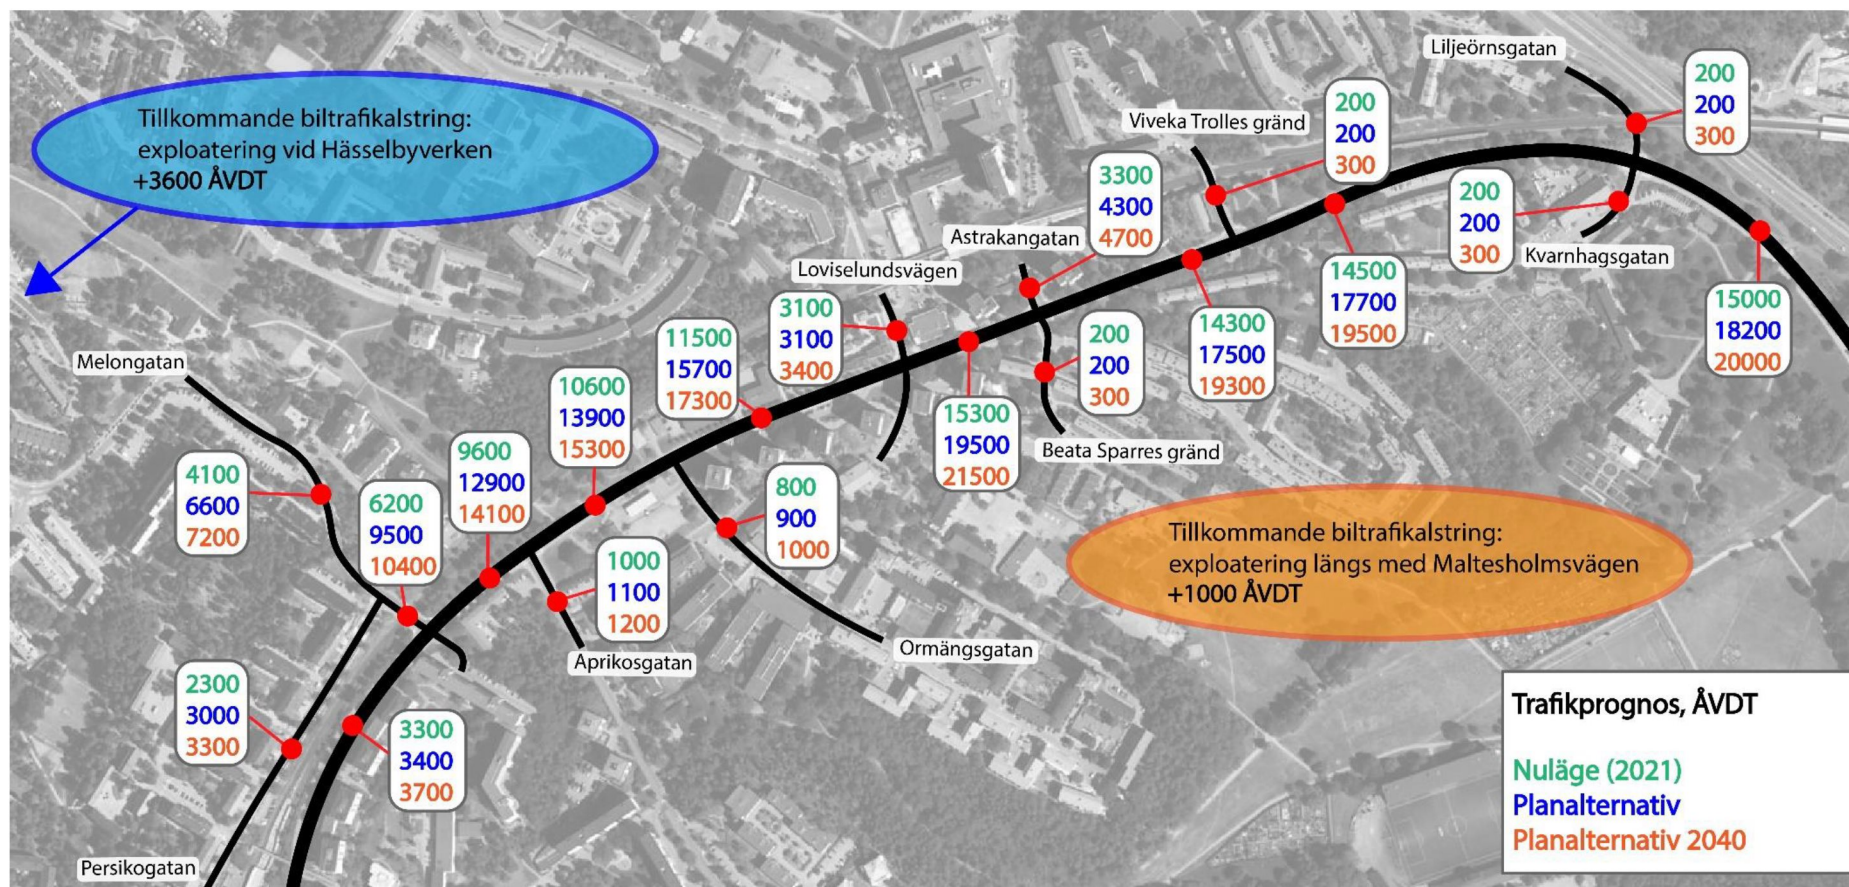 Liljeörnsgatan
200
200
300
Tillkommande biltrafikalstring:
exploatering vid Hässelbyverken
+3600 ÅVDT
Viveka Trolles gränd
200
200
300
3300
4300
4700
200
200
300
Kvarnhagsgatan
Astrakangatan
Loviselundsvägen
14500
17700
19500
15000
18200
20000
3100
3100
3400
14300
17500
19300
200
200
300
Beata Sparres gränd
11500
15700
17300
Melongatan
10600
13900
15300
15300
19500
21500
9600
12900
14100
4100
6600
7200
6200
9500
10400
800
900
1000
Tillkommande biltrafikalstring:
exploatering längs med Maltesholmsvägen
+1000 ÅVDT
1000
1100
1200
Aprikosgatan
Ormängsgatan
2300
3000
3300
3300
3400
3700
Persikogatan
Trafikprognos, ÅVDT
Nuläge (2021)
Planalternativ
Planalternativ 2040